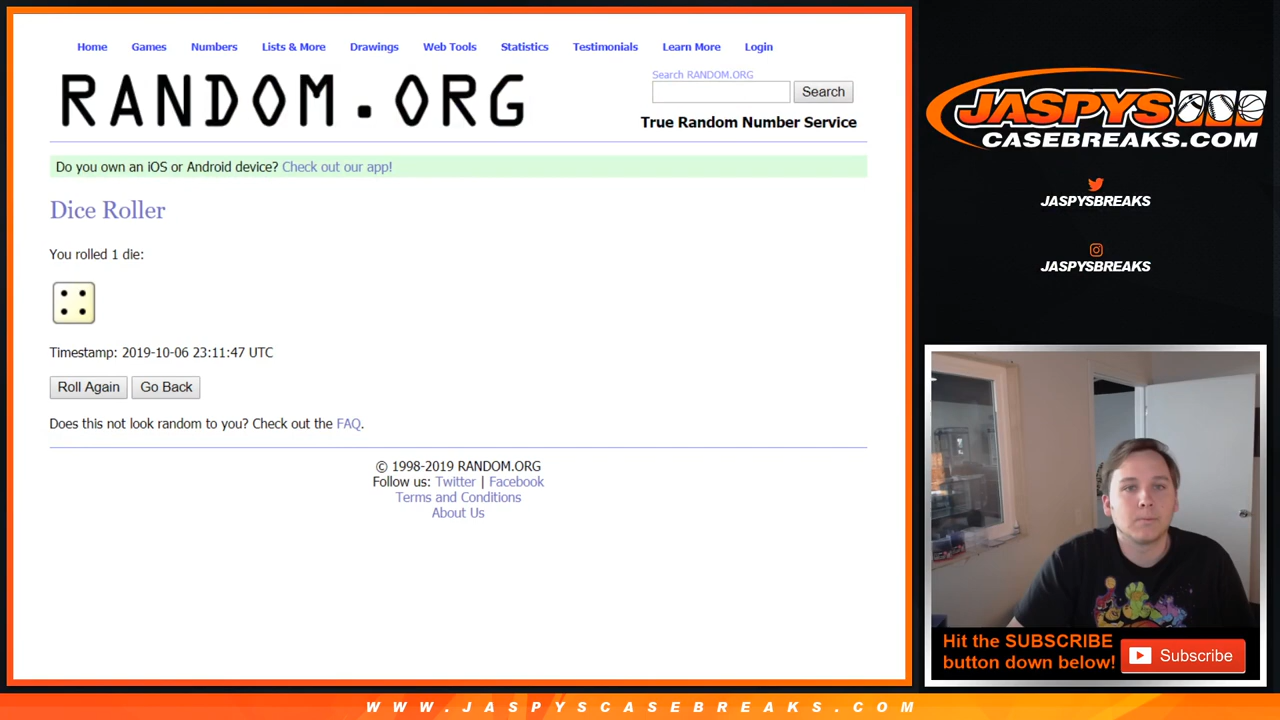 Home Games Numbers Lists & More Drawings Web Tools Statistics Testimonials Learn More Login
RANDOM.ORG
Search RANDOM.ORG
Search
True Random Number Service
Do you own an iOS or Android device? Check out our app!
Dice Roller
You rolled 1 die:
Timestamp: 2019-10-06 23:11:47 UTC
Roll Again Go Back
Does this not look random to you? Check out the FAQ.
© 1998-2019 RANDOM.ORG
Follow us: Twitter | Facebook
Terms and Conditions
About Us
JASPYS
CASEBREAKS.COM
JASPYSBREAKS
JASPYSBREAKS
Hit the SUBSCRIBE
button down below!
Subscribe
WWW.JASPYSCASEBREAKS.COM